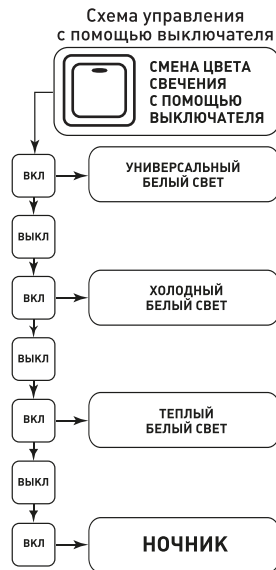 Схема управления
с помощью выключателя
СМЕНА ЦВЕТА
СВЕЧЕНИЯ
С ПОМОЩЬЮ
ВЫКЛЮЧАТЕЛЯ
ВКЛ
УНИВЕРСАЛЬНЫЙ
БЕЛЫЙ СВЕТ
ВЫКЛ
ВКЛ
ХОЛОДНЫЙ
БЕЛЫЙ СВЕТ
ВЫКЛ
ВКЛ
ТЕПЛЫЙ
БЕЛЫЙ СВЕТ
ВЫКЛ
ВКЛ
НОЧНИК